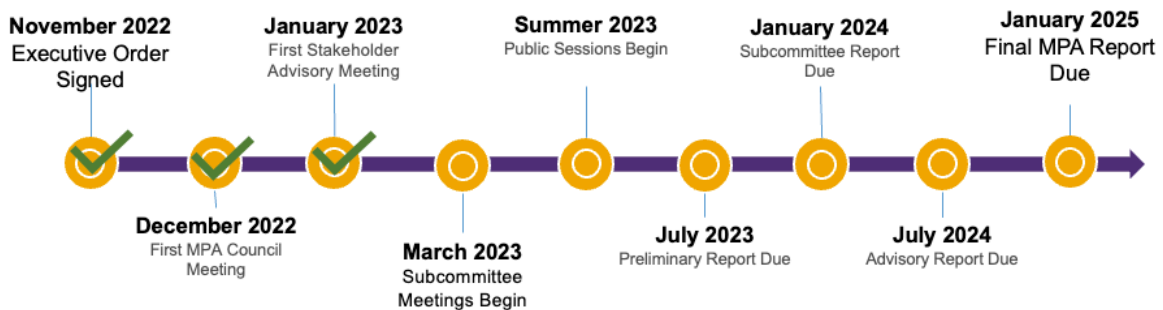 November 2022
Executive Order
Signed
December 2022
First MPA Council
Meeting
January 2023
First Stakeholder
Advisory Meeting
March 2023
Subcommittee
Meetings Begin
Summer 2023
Public Sessions Begin
July 2023
Preliminary Report Due
January 2024
Subcommittee Report
Due
July 2024
Advisory Report Due
January 2025
Final MPA Report
Due